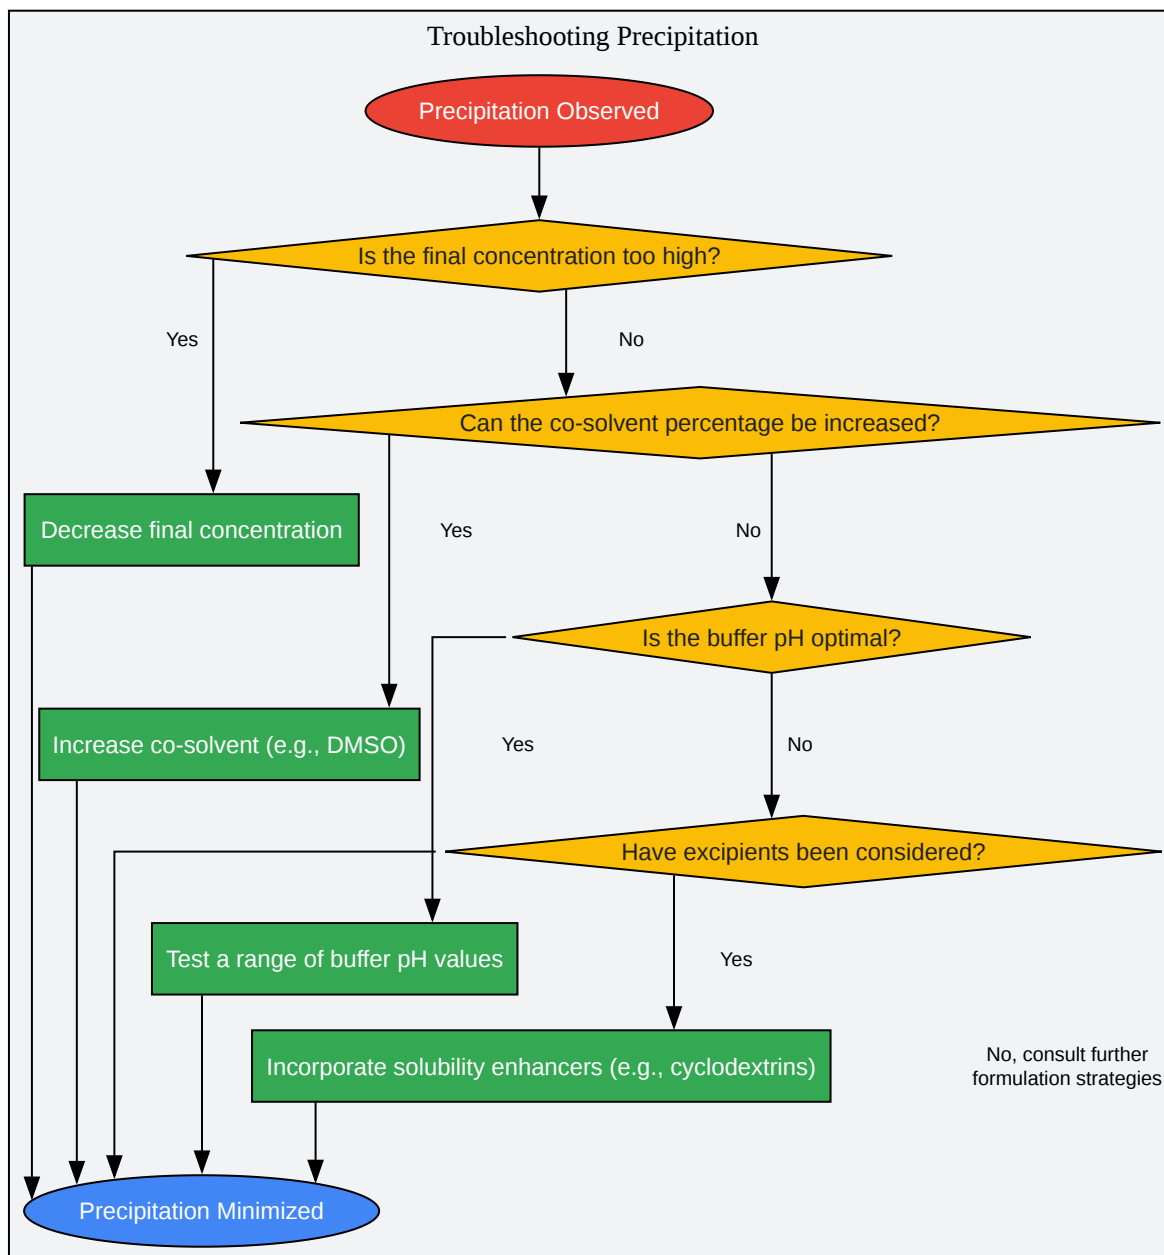 Troubleshooting Precipitation
Precipitation Observed
Is the final concentration too high?
Yes
No
Can the co-solvent percentage be increased?
Decrease final concentration
Yes
No
Is the buffer pH optimal?
Increase co-solvent (e.g., DMSO)
Yes
No
Have excipients been considered?
Test a range of buffer pH values
Yes
Incorporate solubility enhancers (e.g., cyclodextrins)
No, consult further
formulation strategies
Precipitation Minimized